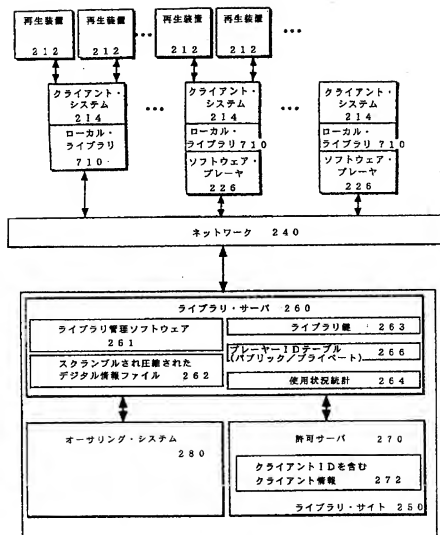 再生装置 再生装置 再生装置 再生装置
212 212 ... 212 212 ...
クライアント・ クライアント・ クライアント・
システム ... システム ... システム
214 214 214
ローカル・ ローカル・ ローカル・
ライブラリ ライブラリ 710 ライブラリ 710
710 ソフトウェア・ ソフトウェア・
プレーヤ プレーヤ
226 226
ネットワーク 240
ライブラリ・サーバ 260
ライブラリ管理ソフトウェア
261
ライブラリ鍵 263
スクランブルされ圧縮された
デジタル情報ファイル 262
プレーヤーIDテーブル
(パブリック/プライベート) 266
使用状況統計 264
オーサリング・システム
280
許可サーバ 270
クライアントIDを含む
クライアント情報 272
ライブラリ・サイト 250